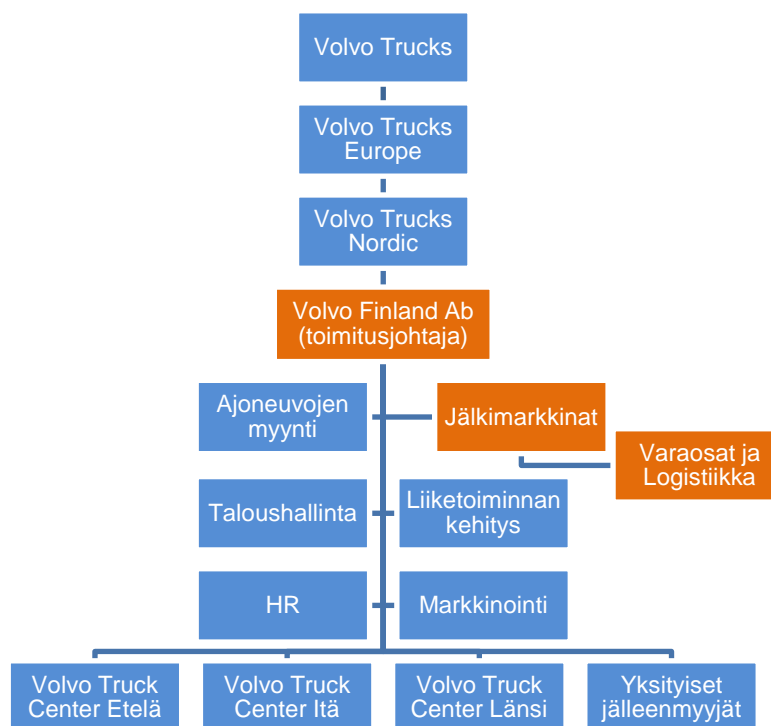 Volvo Trucks
Volvo Trucks
Europe
Volvo Trucks
Nordic
Volvo Finland Ab
(toimitusjohtaja)
Ajoneuvojen
myynti
Jälkimarkkinat
Varaosat ja
Logistiikka
Taloushallinta
Liiketoiminnan
kehitys
HR
Markkinointi
Volvo Truck
Center Etelä
Volvo Truck
Center Itä
Volvo Truck
Center Länsi
Yksityiset
jälleenmyyjät